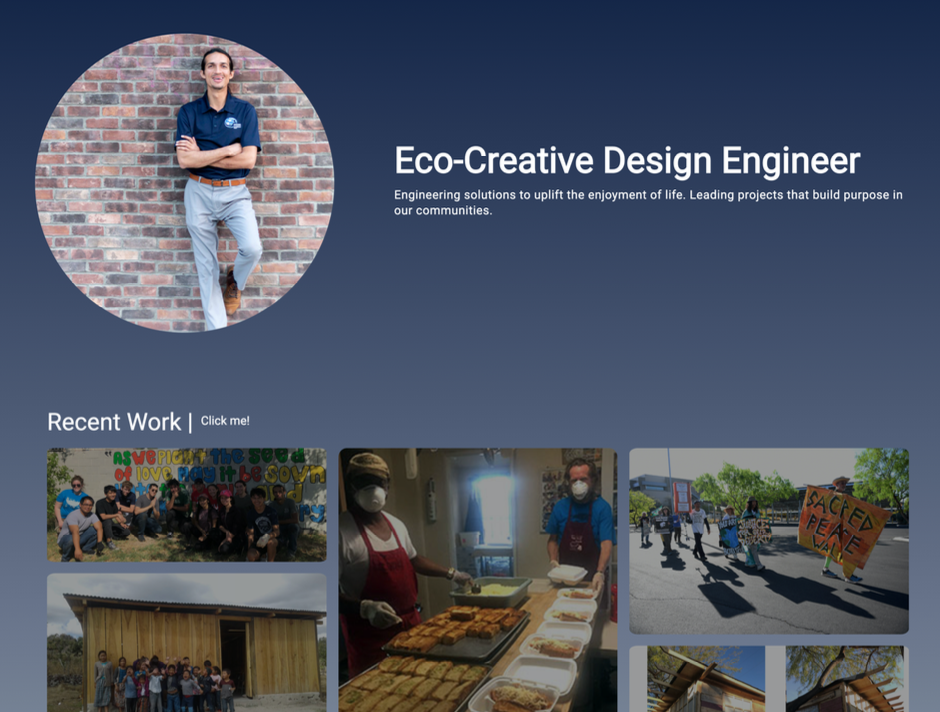 Eco-Creative Design Engineer
Engineering solutions to uplift the enjoyment of life. Leading projects that build purpose in
our communities.
Recent Work | Click me!
AS WE PLANT the SEED
of love MAY it be SOWN
SACRED
PEACE
WALK